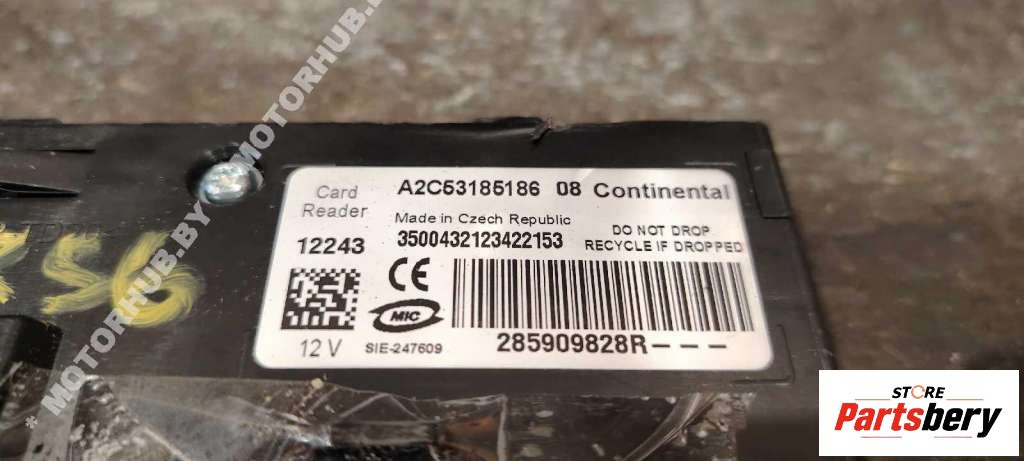 * MOTORHUB.BY MOTORHUB.BY
Card Reader
A2C53185186 08 Continental
Made in Czech Republic
12243
3500432123422153
DO NOT DROP
RECYCLE IF DROPPED
CE
MIC
12 V
SIE-247609
285909828R---
56
STORE
Partsbery